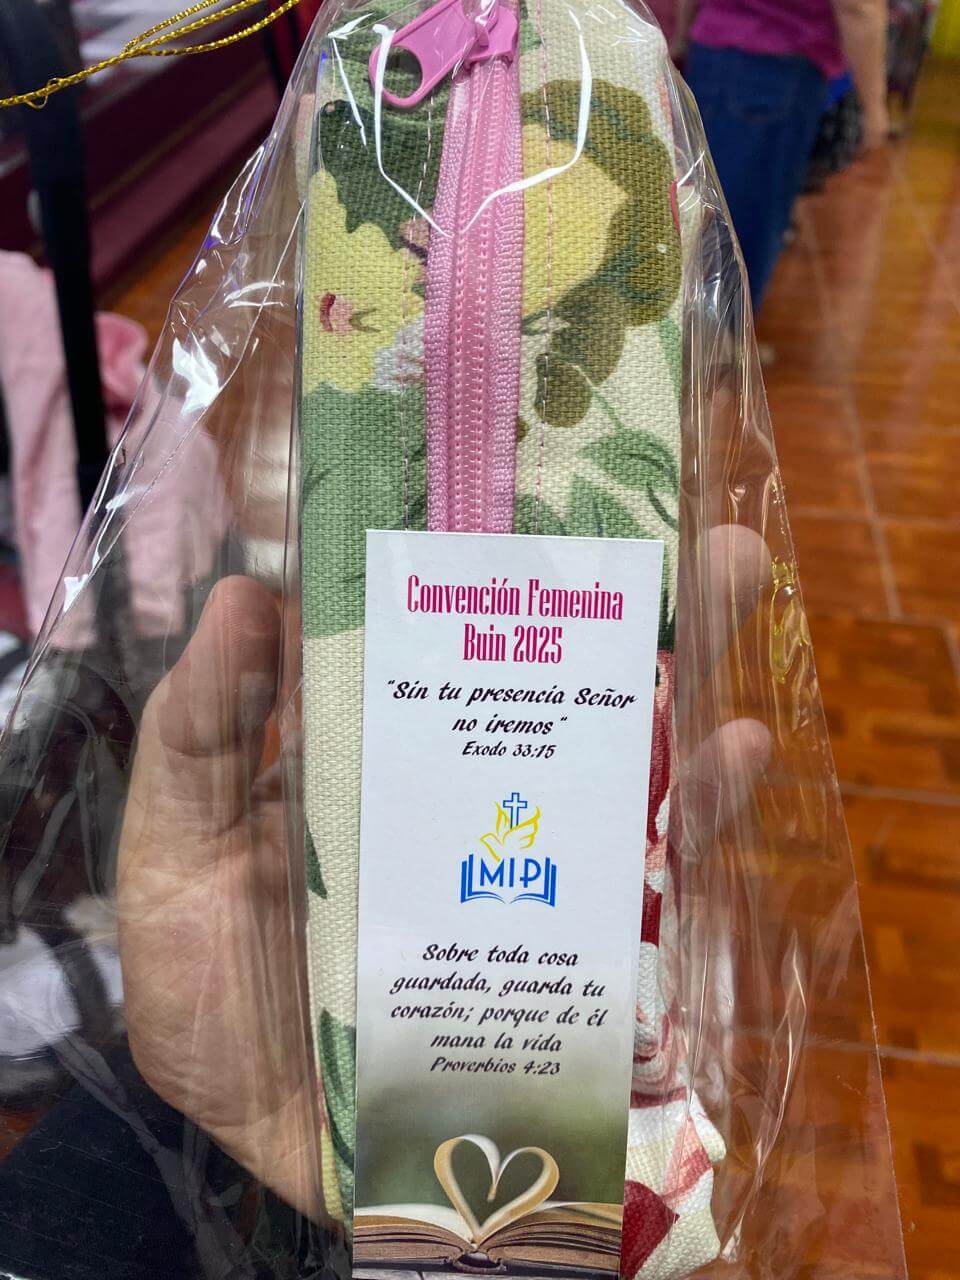 Convención Femenina
Buin 2025
"Sin tu presencia Señor
no iremos"
Exodo 33:15
MIP
Sobre toda cosa
guardada, guarda tu
corazón; porque de él
mana la vida
Proverbios 4:23